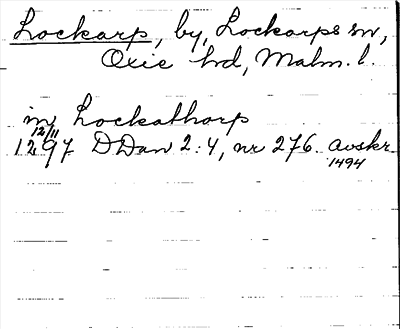 Lockarp, by, Lockarps sn,
Oxie hd, Malm. l.
in Lockathorp
12/11
1297 DDan 2:4, nr 276. avskr.
1494